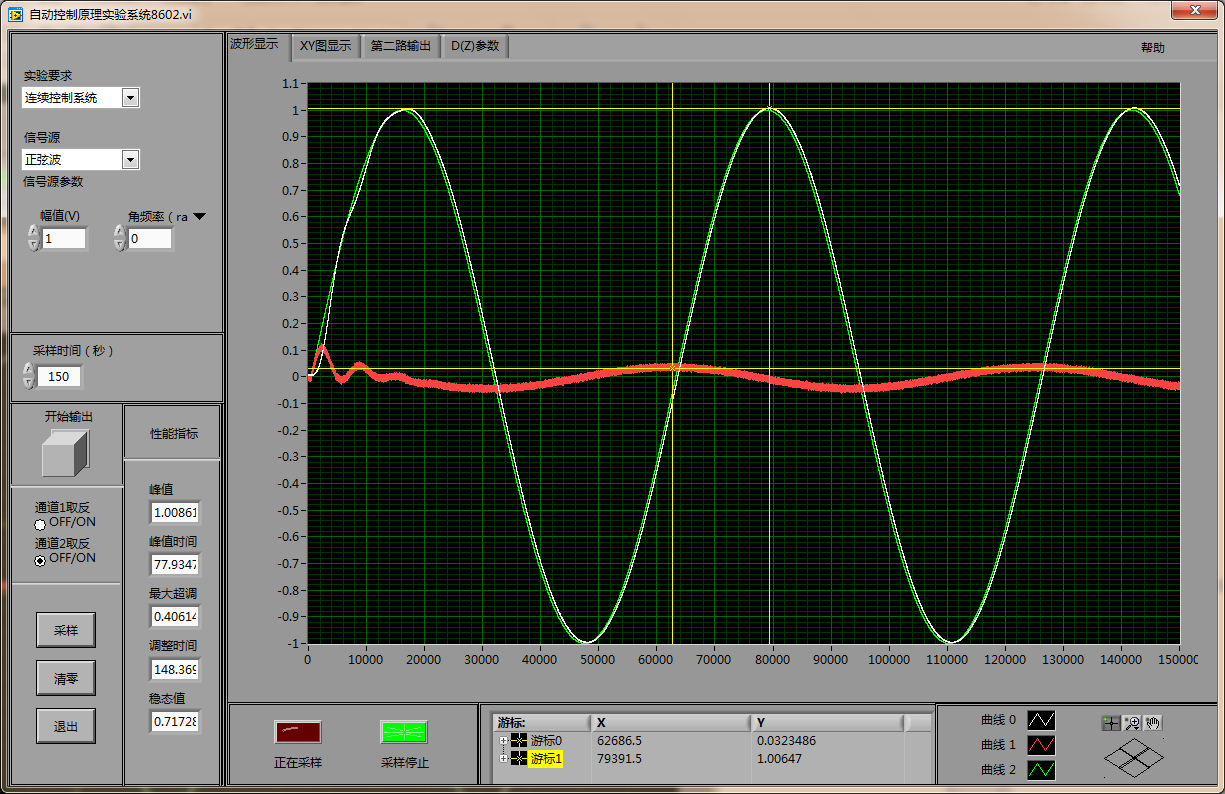 自动控制原理实验系统8602.vi
实验要求
连续控制系统
信号源
正弦波
信号源参数
幅值(V)
角频率（ra
1
0
采样时间（秒）
150
开始输出
通道1取反
OFF/ON
通道2取反
OFF/ON
采样
清零
退出
性能指标
峰值
1.00861
峰值时间
77.9347
最大超调
0.40614
调整时间
148.369
稳态值
0.71728
波形显示
XY图显示
第二路输出
D(Z)参数
帮助
1.1
1
0.9
0.8
0.7
0.6
0.5
0.4
0.3
0.2
0.1
0
-0.1
-0.2
-0.3
-0.4
-0.5
-0.6
-0.7
-0.8
-0.9
-1
0 10000 20000 30000 40000 50000 60000 70000 80000 90000 100000 110000 120000 130000 140000 150000
正在采样
采样停止
游标: X Y
游标0 62686.5 0.0323486
游标1 79391.5 1.00647
曲线 0
曲线 1
曲线 2